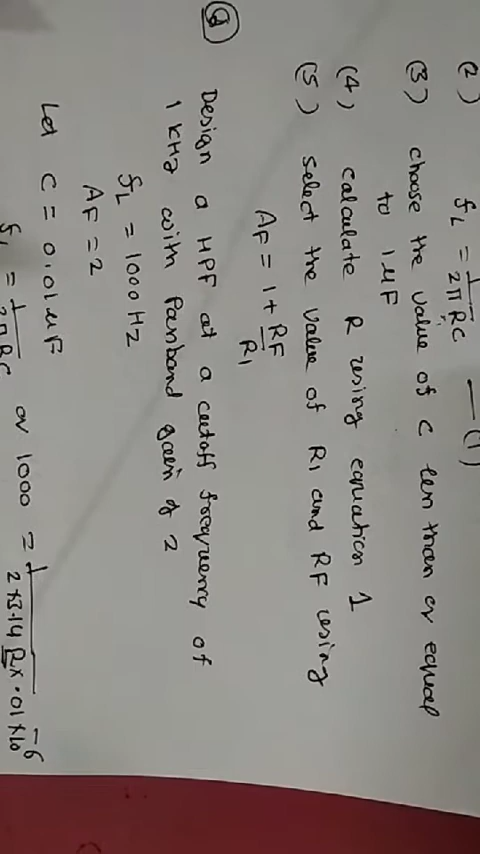 (2) fL = 1/2πRC — (1)
(3) choose the value of C less than or equal
to 1μF
(4) calculate R using equation 1
(5) select the value of R1 and RF using
AF = 1 + RF/R1
Q Design a HPF at a cutoff frequency of
1 KHz with Passband gain of 2
fL = 1000 Hz
AF = 2
Let C = 0.01μF
fL = 1/2πRC or 1000 = 1/2×3.14 R×.01×10^-6